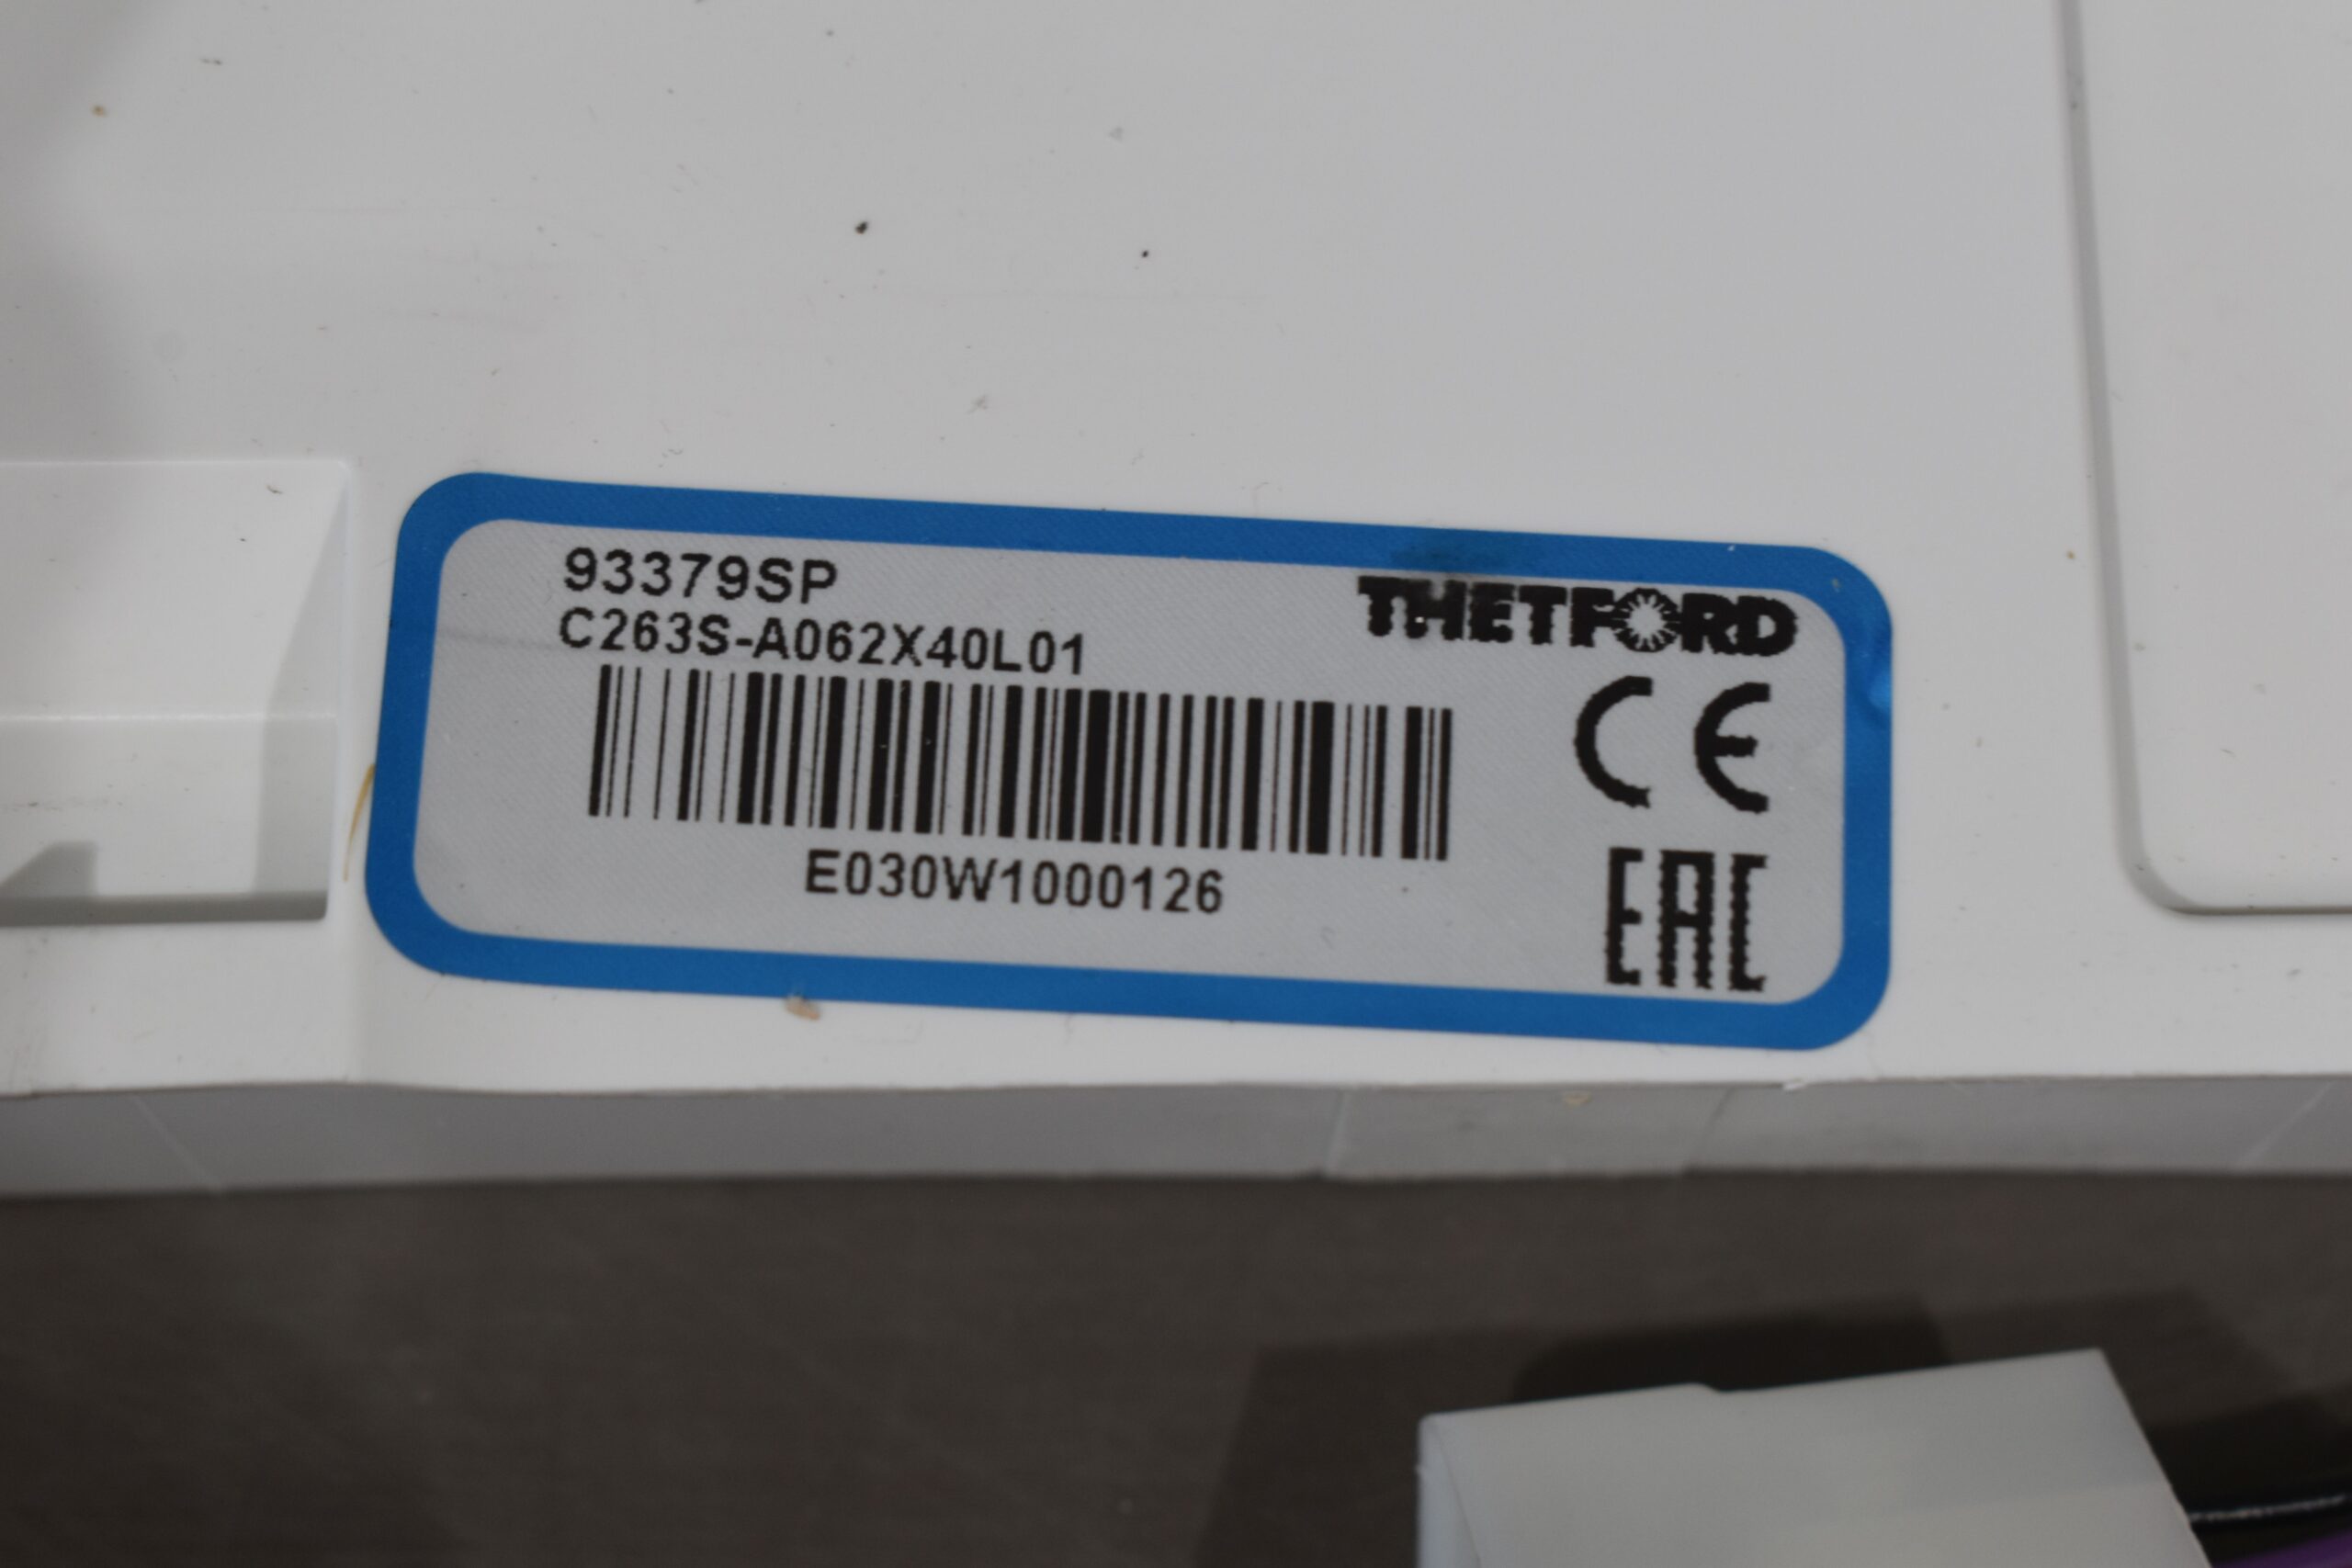 93379SP
THETFORD
C263S-A062X40L01
CE
E030W1000126
EAC